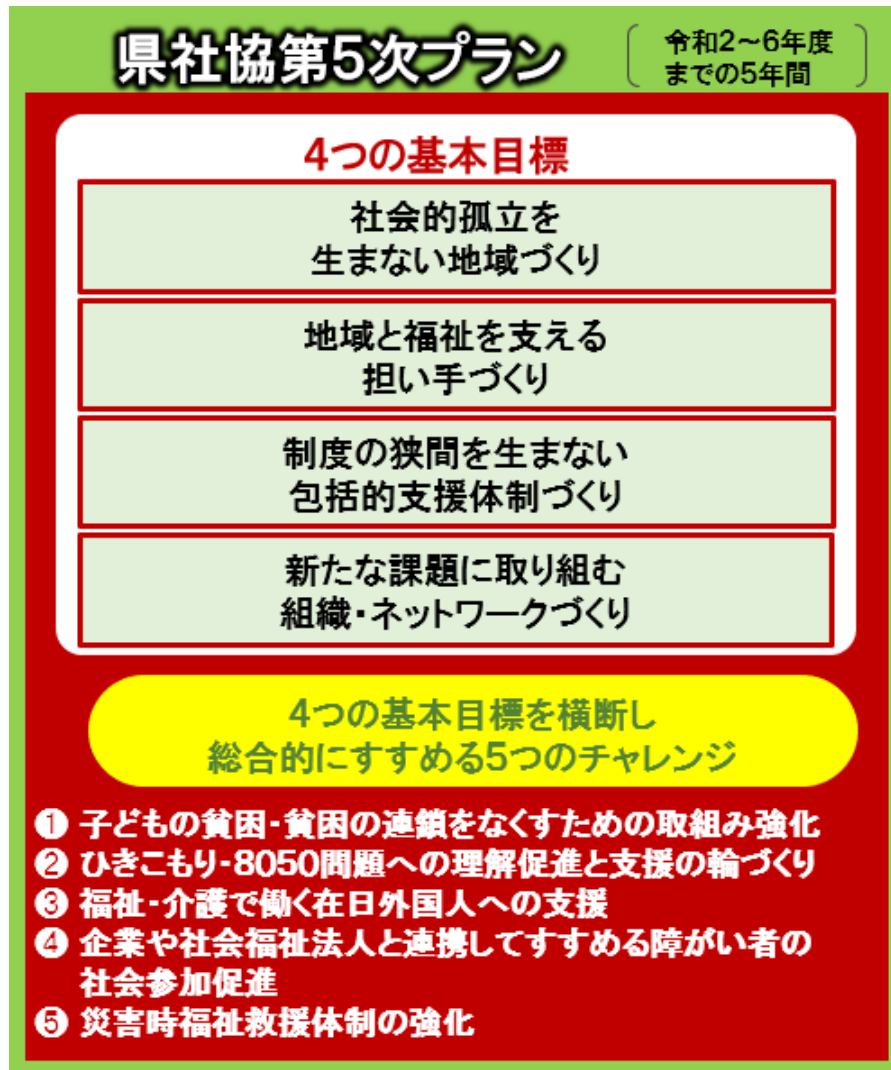 県社協第5次プラン
令和2～6年度
までの5年間
4つの基本目標
社会的孤立を
生まない地域づくり
地域と福祉を支える
担い手づくり
制度の狭間を生まない
包括的支援体制づくり
新たな課題に取り組む
組織・ネットワークづくり
4つの基本目標を横断し
総合的にすすめる5つのチャレンジ
❶ 子どもの貧困・貧困の連鎖をなくすための取組み強化
❷ ひきこもり・8050問題への理解促進と支援の輪づくり
❸ 福祉・介護で働く在日外国人への支援
❹ 企業や社会福祉法人と連携してすすめる障がい者の
社会参加促進
❺ 災害時福祉救援体制の強化